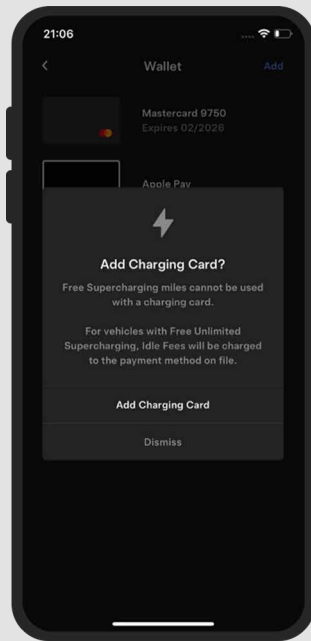 21:06
Wallet
Add
Mastercard 9750
Expires 02/2026
Apple Pay
Add Charging Card?
Free Supercharging miles cannot be used
with a charging card.
For vehicles with Free Unlimited
Supercharging, Idle Fees will be charged
to the payment method on file.
Add Charging Card
Dismiss